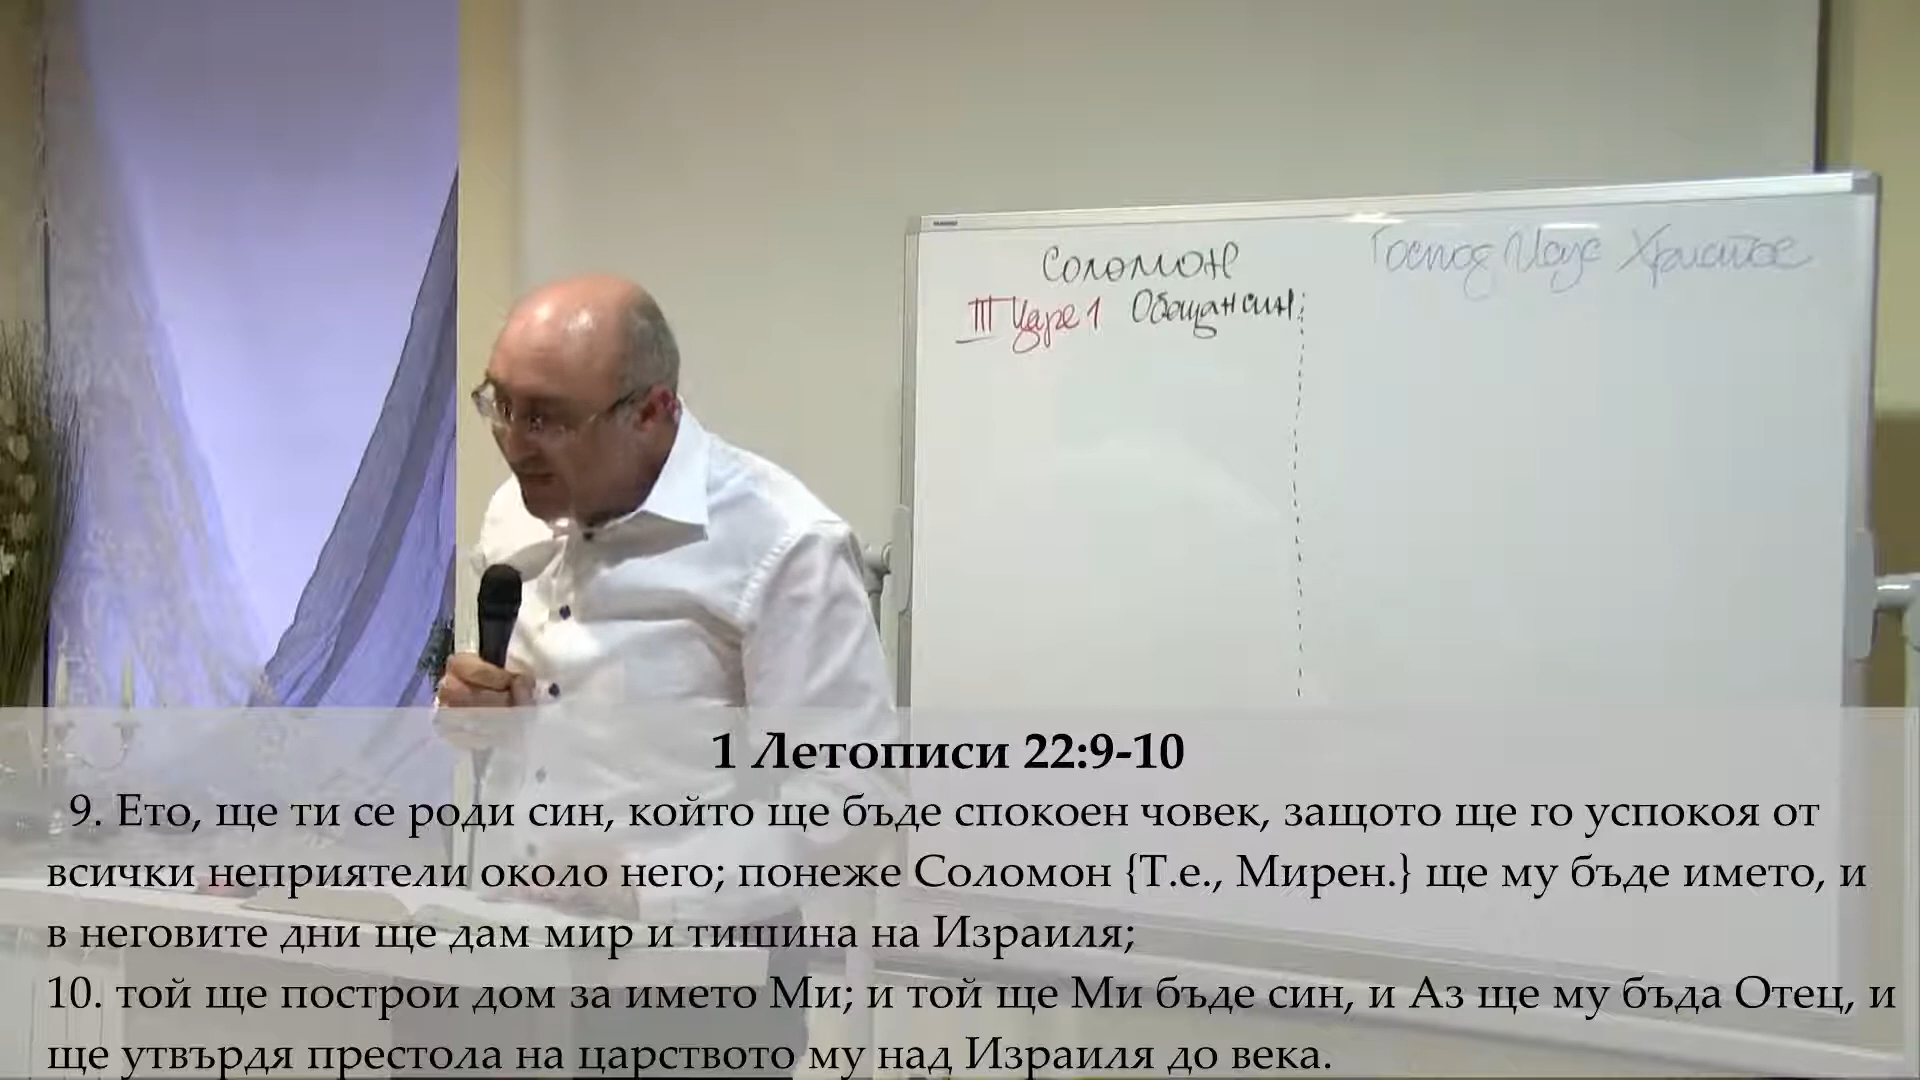 Соломон
Господ Исус Христос
III Царе 1 Обещан син
1 Летописи 22:9-10
9. Ето, ще ти се роди син, който ще бъде спокоен човек, защото ще го успокоя от
всички неприятели около него; понеже Соломон {Т.е., Мирен.} ще му бъде името, и
в неговите дни ще дам мир и тишина на Израиля;
10. той ще построи дом за името Ми; и той ще Ми бъде син, и Аз ще му бъда Отец, и
ще утвърдя престола на царството му над Израиля до века.